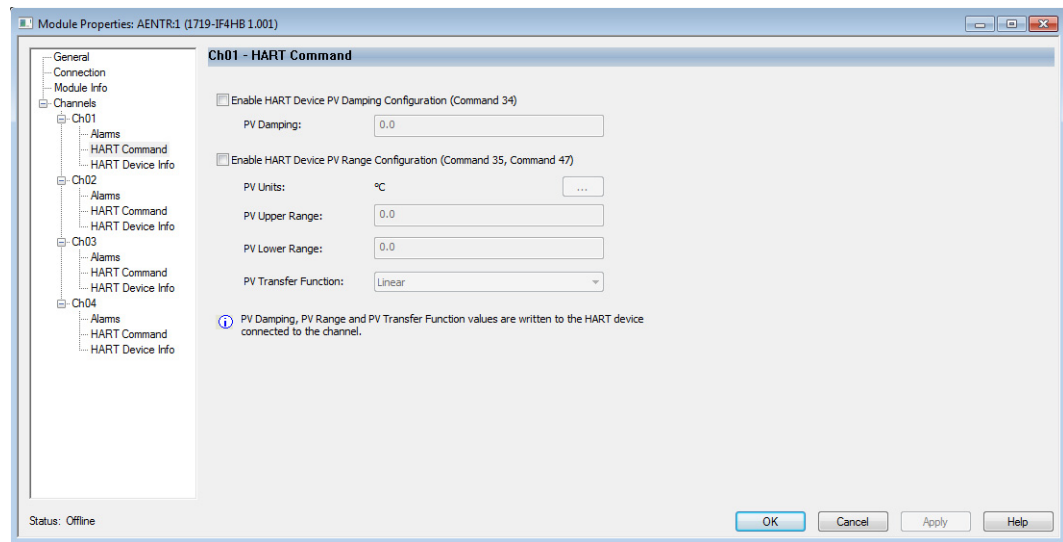 Module Properties: AENTR:1 (1719-IF4HB 1.001)
General
Connection
Module Info
Channels
Ch01
Alarms
HART Command
HART Device Info
Ch02
Alarms
HART Command
HART Device Info
Ch03
Alarms
HART Command
HART Device Info
Ch04
Alarms
HART Command
HART Device Info
Ch01 - HART Command
Enable HART Device PV Damping Configuration (Command 34)
PV Damping: 0.0
Enable HART Device PV Range Configuration (Command 35, Command 47)
PV Units: °C ...
PV Upper Range: 0.0
PV Lower Range: 0.0
PV Transfer Function: Linear
PV Damping, PV Range and PV Transfer Function values are written to the HART device
connected to the channel.
Status: Offline
OK Cancel Apply Help